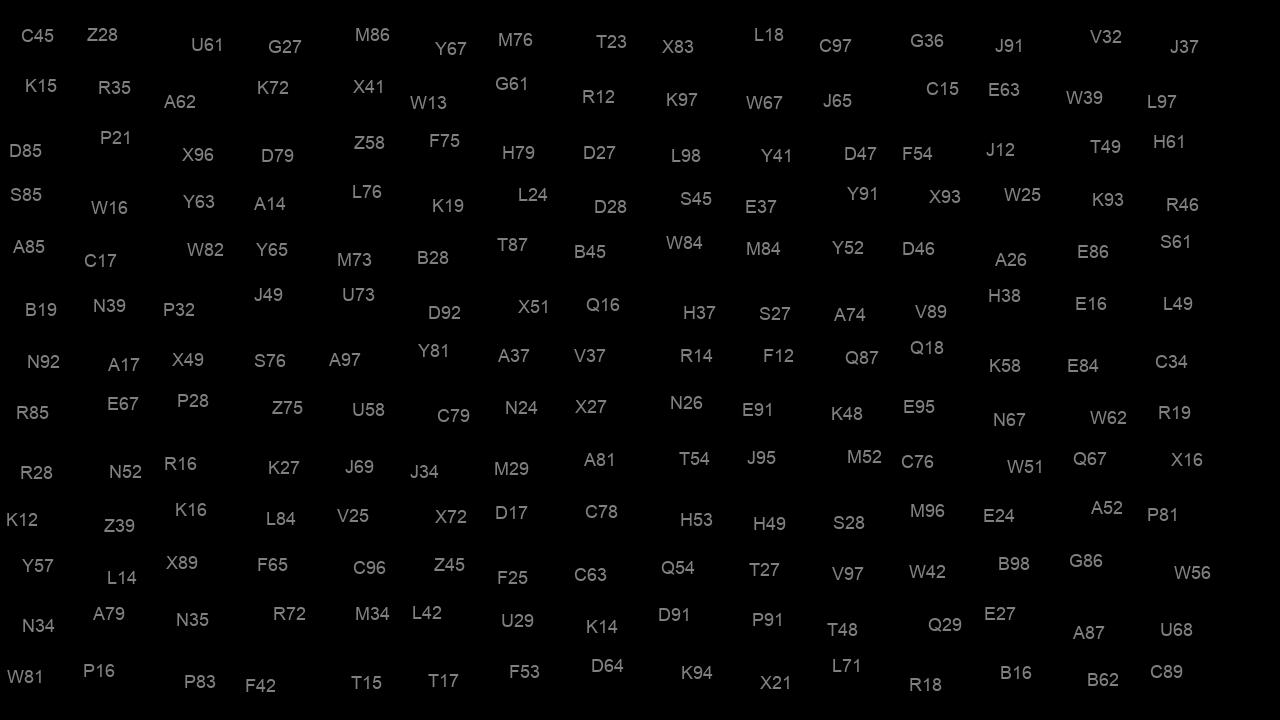 C45 Z28 U61 G27 M86 Y67 M76 T23 X83 L18 C97 G36 J91 V32 J37
K15 R35 A62 K72 X41 W13 G61 R12 K97 W67 J65 C15 E63 W39 L97
D85 P21 X96 D79 Z58 F75 H79 D27 L98 Y41 D47 F54 J12 T49 H61
S85 W16 Y63 A14 L76 K19 L24 D28 S45 E37 Y91 X93 W25 K93 R46
A85 C17 W82 Y65 M73 B28 T87 B45 W84 M84 Y52 D46 A26 E86 S61
B19 N39 P32 J49 U73 D92 X51 Q16 H37 S27 A74 V89 H38 E16 L49
N92 A17 X49 S76 A97 Y81 A37 V37 R14 F12 Q87 Q18 K58 E84 C34
R85 E67 P28 Z75 U58 C79 N24 X27 N26 E91 K48 E95 N67 W62 R19
R28 N52 R16 K27 J69 J34 M29 A81 T54 J95 M52 C76 W51 Q67 X16
K12 Z39 K16 L84 V25 X72 D17 C78 H53 H49 S28 M96 E24 A52 P81
Y57 L14 X89 F65 C96 Z45 F25 C63 Q54 T27 V97 W42 B98 G86 W56
N34 A79 N35 R72 M34 L42 U29 K14 D91 P91 T48 Q29 E27 A87 U68
W81 P16 P83 F42 T15 T17 F53 D64 K94 X21 L71 R18 B16 B62 C89